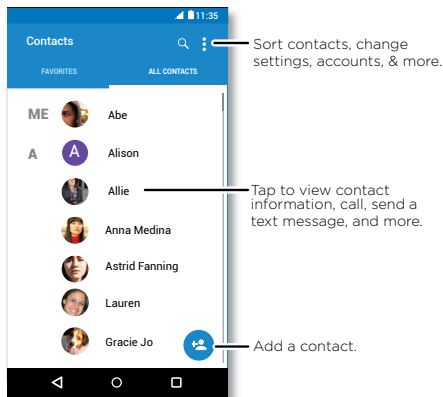 11:35
Contacts
Sort contacts, change
settings, accounts, & more.
FAVORITES
ALL CONTACTS
ME
Abe
A
A
Alison
Allie
Tap to view contact
information, call, send a
text message, and more.
Anna Medina
Astrid Fanning
Lauren
Gracie Jo
Add a contact.